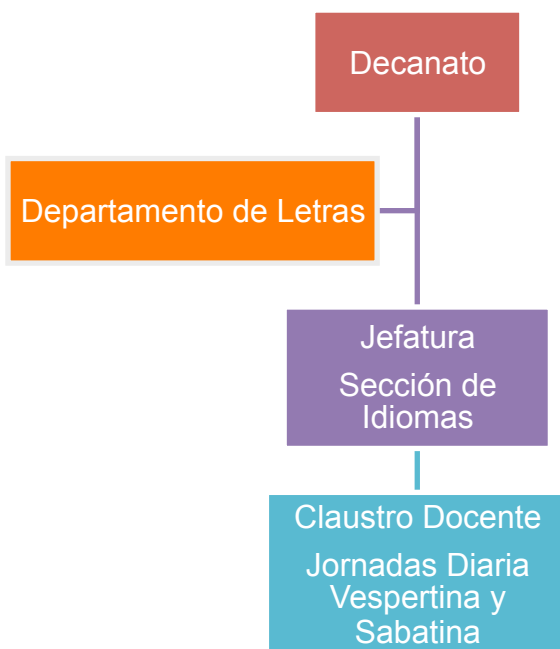 Decanato
Departamento de Letras
Jefatura
Sección de
Idiomas
Claustro Docente
Jornadas Diaria
Vespertina y
Sabatina